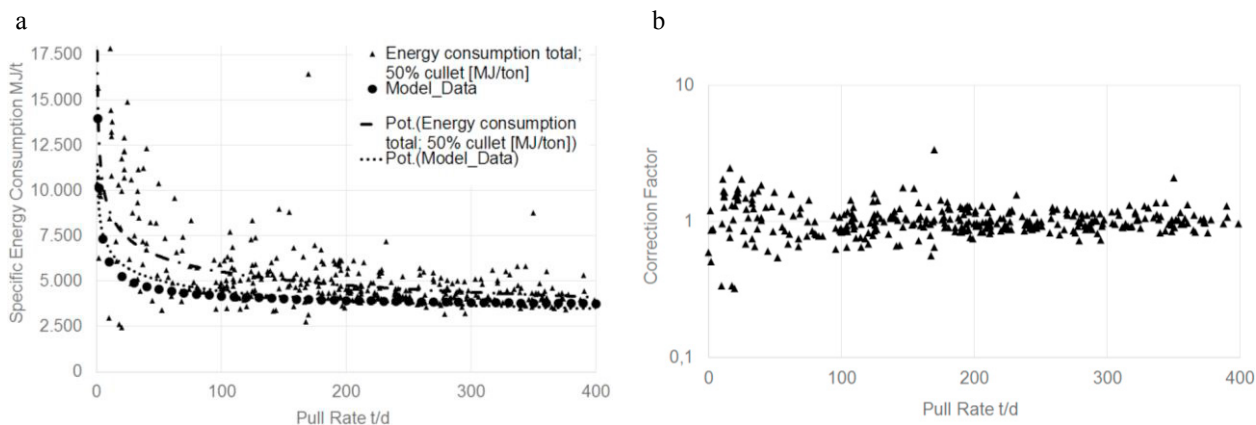 a
b
17.500
15.000
12.500
10.000
7.500
5.000
2.500
0
Specific Energy Consumption MJ/t
0
100
200
300
400
Pull Rate t/d
Energy consumption total;
50% cullet [MJ/ton]
Model_Data
Pot.(Energy consumption
total; 50% cullet [MJ/ton])
Pot.(Model_Data)
10
1
0,1
Correction Factor
0
100
200
300
400
Pull Rate t/d